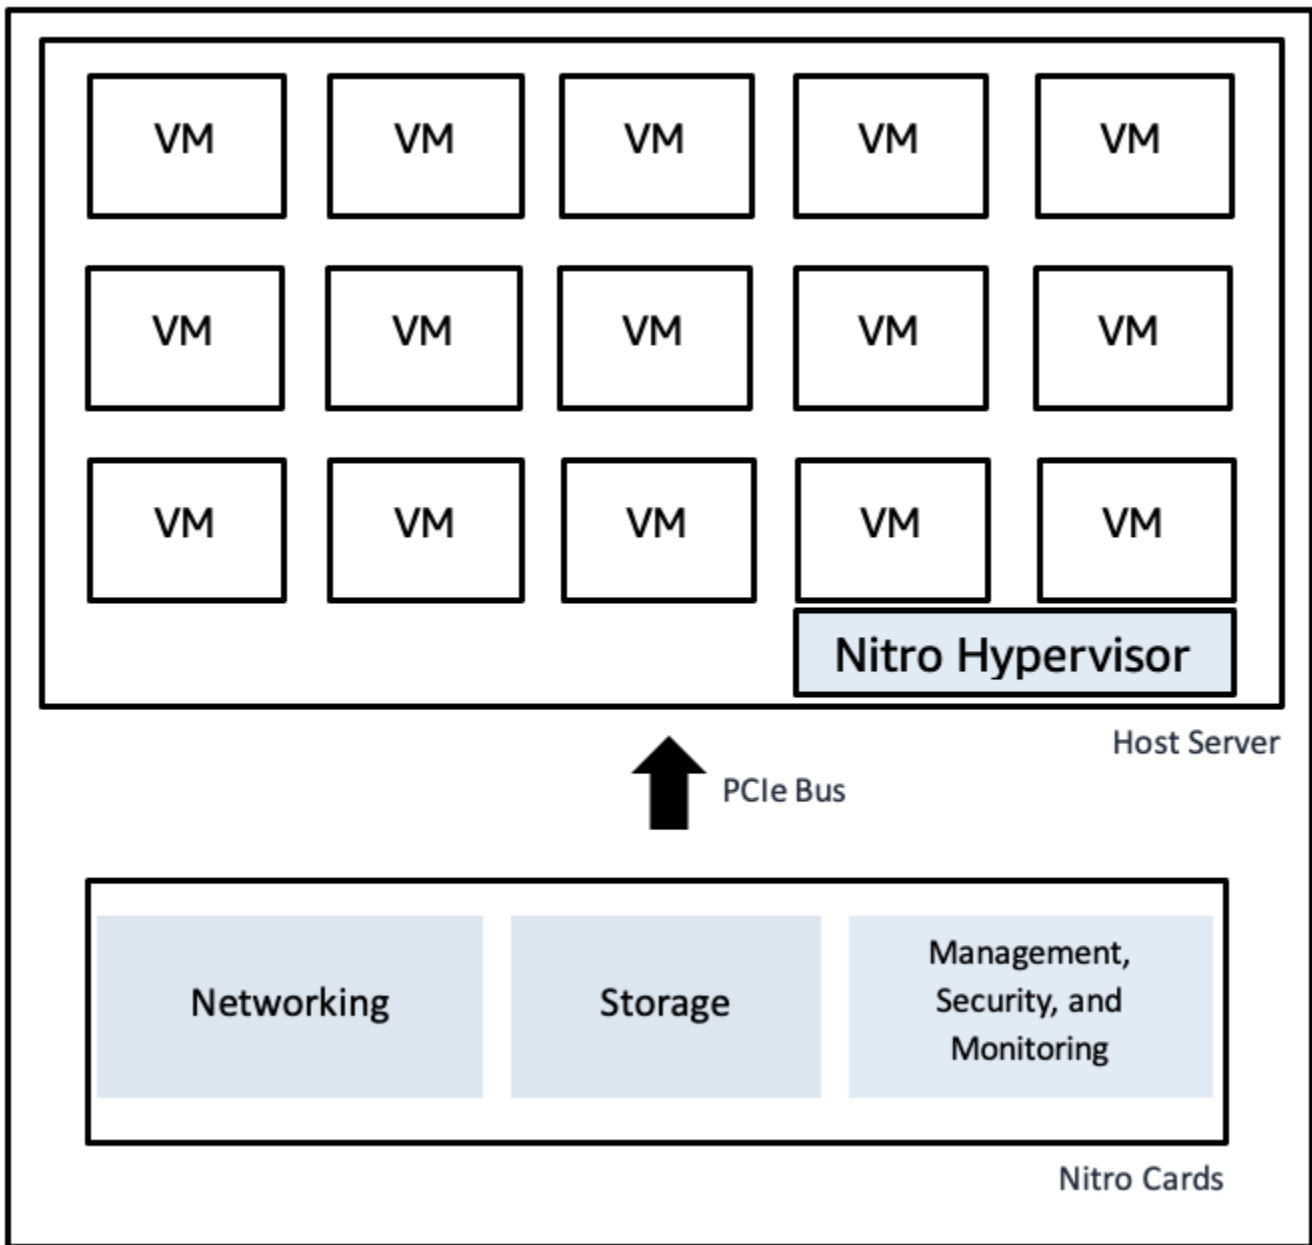 VM VM VM VM VM
VM VM VM VM VM
VM VM VM VM VM
Nitro Hypervisor
Host Server
PCIe Bus
Networking
Storage
Management,
Security, and
Monitoring
Nitro Cards